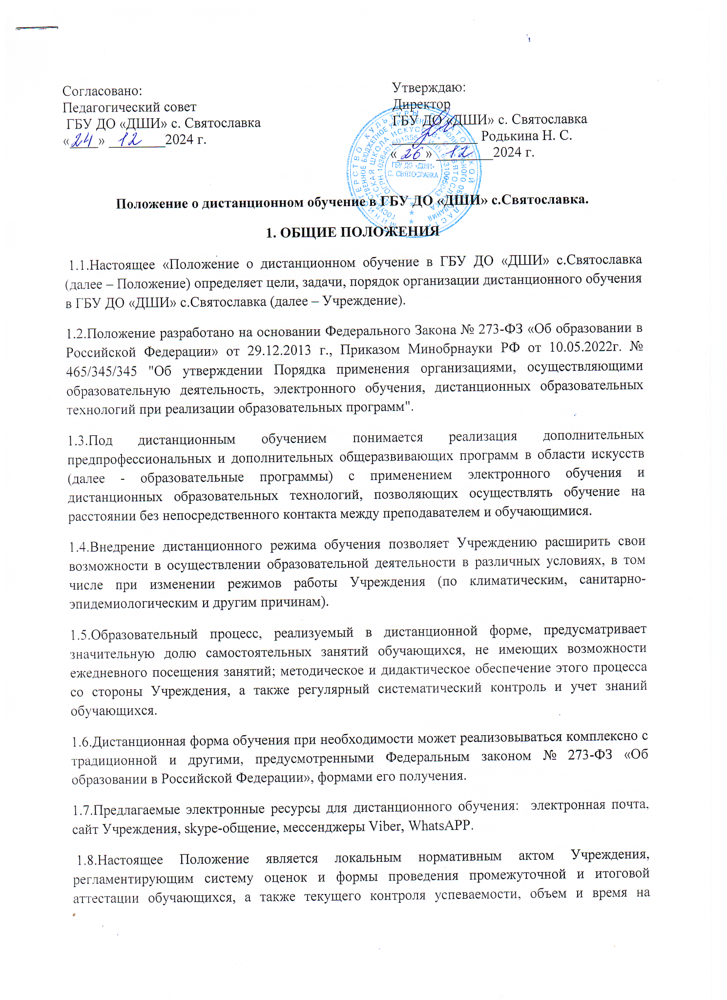 Согласовано:
Педагогический совет
ГБУ ДО «ДШИ» с. Святославка
«24» 12 2024 г.
Утверждаю:
Директор
ГБУ ДО «ДШИ» с. Святославка
Родькина Н. С.
«26» 12 2024 г.
ГБУ ДО «ДШИ»
С. СВЯТОСЛАВКА
Положение о дистанционном обучение в ГБУ ДО «ДШИ» с.Святославка.
1. ОБЩИЕ ПОЛОЖЕНИЯ
1.1.Настоящее «Положение о дистанционном обучение в ГБУ ДО «ДШИ» с.Святославка
(далее – Положение) определяет цели, задачи, порядок организации дистанционного обучения
в ГБУ ДО «ДШИ» с.Святославка (далее – Учреждение).
1.2.Положение разработано на основании Федерального Закона № 273-ФЗ «Об образовании в
Российской Федерации» от 29.12.2013 г., Приказом Минобрнауки РФ от 10.05.2022г. №
465/345/345 "Об утверждении Порядка применения организациями, осуществляющими
образовательную деятельность, электронного обучения, дистанционных образовательных
технологий при реализации образовательных программ".
1.3.Под дистанционным обучением понимается реализация дополнительных
предпрофессиональных и дополнительных общеразвивающих программ в области искусств
(далее - образовательные программы) с применением электронного обучения и
дистанционных образовательных технологий, позволяющих осуществлять обучение на
расстоянии без непосредственного контакта между преподавателем и обучающимися.
1.4.Внедрение дистанционного режима обучения позволяет Учреждению расширить свои
возможности в осуществлении образовательной деятельности в различных условиях, в том
числе при изменении режимов работы Учреждения (по климатическим, санитарно-
эпидемиологическим и другим причинам).
1.5.Образовательный процесс, реализуемый в дистанционной форме, предусматривает
значительную долю самостоятельных занятий обучающихся, не имеющих возможности
ежедневного посещения занятий; методическое и дидактическое обеспечение этого процесса
со стороны Учреждения, а также регулярный систематический контроль и учет знаний
обучающихся.
1.6.Дистанционная форма обучения при необходимости может реализовываться комплексно с
традиционной и другими, предусмотренными Федеральным законом № 273-ФЗ «Об
образовании в Российской Федерации», формами его получения.
1.7.Предлагаемые электронные ресурсы для дистанционного обучения: электронная почта,
сайт Учреждения, skype-общение, мессенджеры Viber, WhatsAPP.
1.8.Настоящее Положение является локальным нормативным актом Учреждения,
регламентирующим систему оценок и формы проведения промежуточной и итоговой
аттестации обучающихся, а также текущего контроля успеваемости, объем и время на